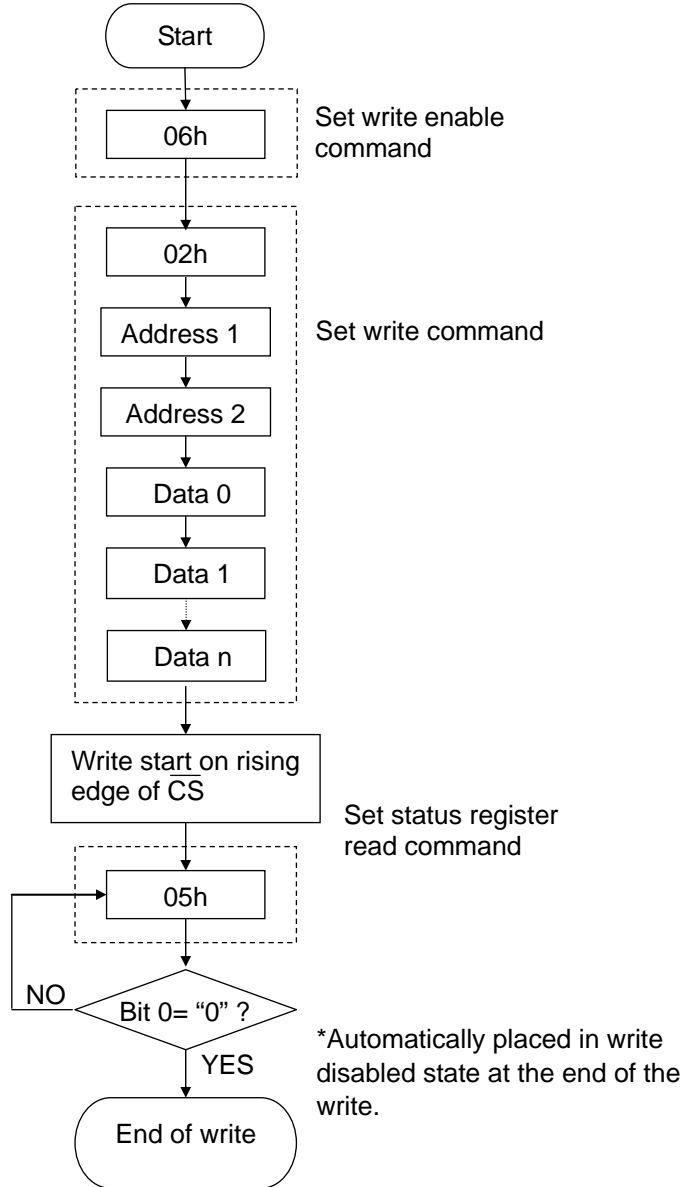 Start
06h
Set write enable
command
02h
Address 1
Set write command
Address 2
Data 0
Data 1
Data n
Write start on rising
edge of C̅S̅
Set status register
read command
05h
NO
Bit 0= “0” ?
YES
*Automatically placed in write
disabled state at the end of the
write.
End of write